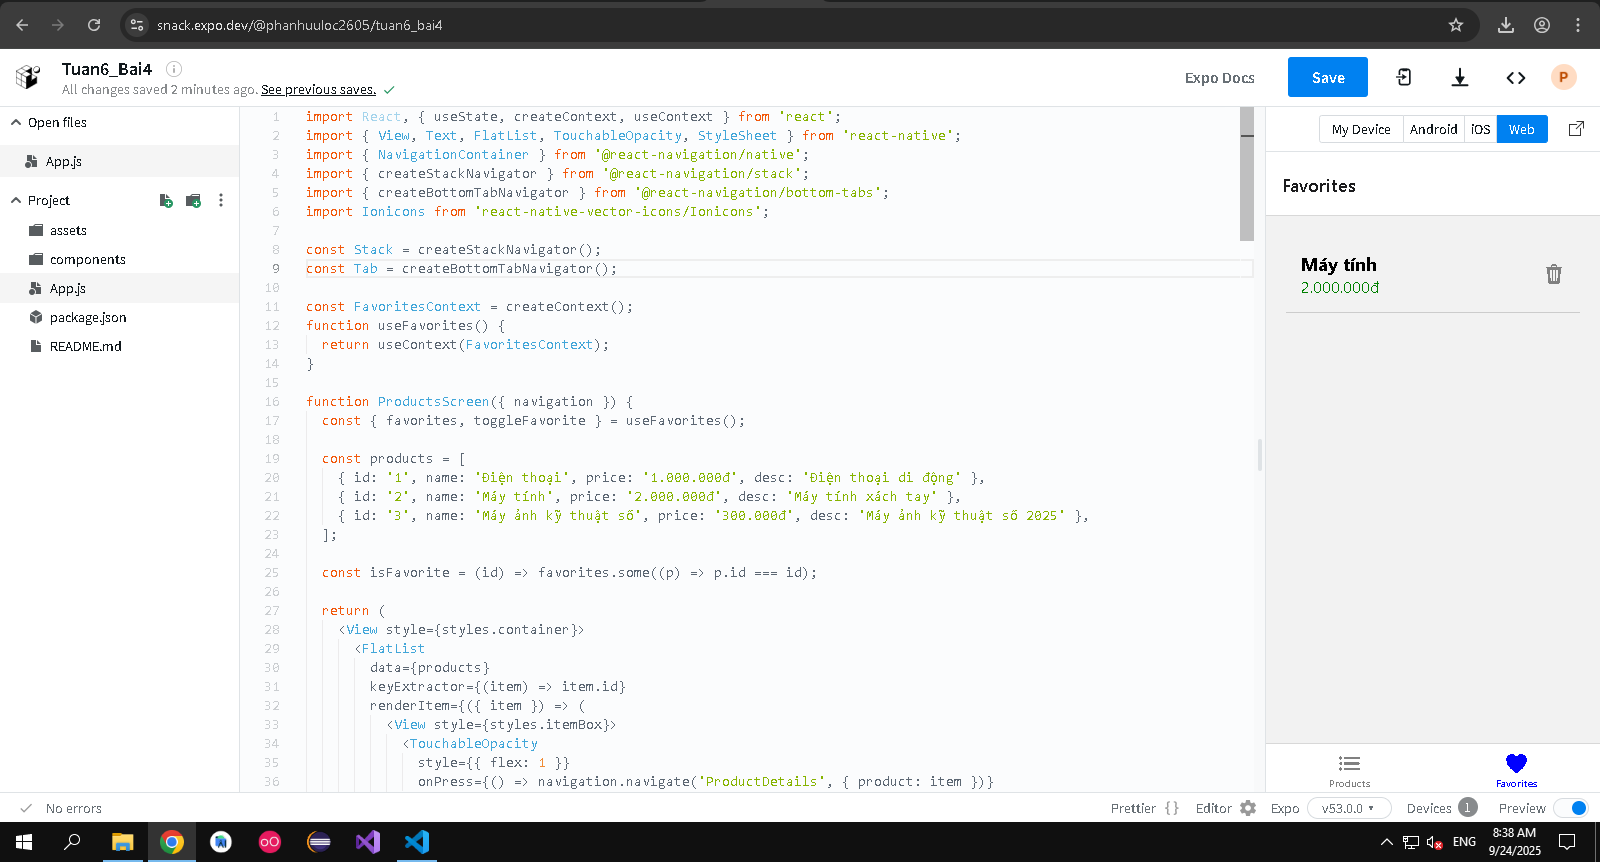 snack.expo.dev/@phanhuuloc2605/tuan6_bai4
Tuan6_Bai4
All changes saved 2 minutes ago. See previous saves.
Expo Docs
Save
P
Open files
App.js
Project
assets
components
App.js
package.json
README.md
1 import React, { useState, createContext, useContext } from 'react';
2 import { View, Text, FlatList, TouchableOpacity, StyleSheet } from 'react-native';
3 import { NavigationContainer } from '@react-navigation/native';
4 import { createStackNavigator } from '@react-navigation/stack';
5 import { createBottomTabNavigator } from '@react-navigation/bottom-tabs';
6 import Ionicons from 'react-native-vector-icons/Ionicons';
7
8 const Stack = createStackNavigator();
9 const Tab = createBottomTabNavigator();
10
11 const FavoritesContext = createContext();
12 function useFavorites() {
13 return useContext(FavoritesContext);
14 }
15
16 function ProductsScreen({ navigation }) {
17 const { favorites, toggleFavorite } = useFavorites();
18
19 const products = [
20 { id: '1', name: 'Điện thoại', price: '1.000.000đ', desc: 'Điện thoại di động' },
21 { id: '2', name: 'Máy tính', price: '2.000.000đ', desc: 'Máy tính xách tay' },
22 { id: '3', name: 'Máy ảnh kỹ thuật số', price: '300.000đ', desc: 'Máy ảnh kỹ thuật số 2025' },
23 ];
24
25 const isFavorite = (id) => favorites.some((p) => p.id === id);
26
27 return (
28 <View style={styles.container}>
29 <FlatList
30 data={products}
31 keyExtractor={(item) => item.id}
32 renderItem={({ item }) => (
33 <View style={styles.itemBox}>
34 <TouchableOpacity
35 style={{ flex: 1 }}
36 onPress={() => navigation.navigate('ProductDetails', { product: item })}
My Device
Android
iOS
Web
Favorites
Máy tính
2.000.000đ
Products
Favorites
No errors
Prettier
Editor
Expo
v53.0.0
Devices
1
Preview
ENG
8:38 AM
9/24/2025